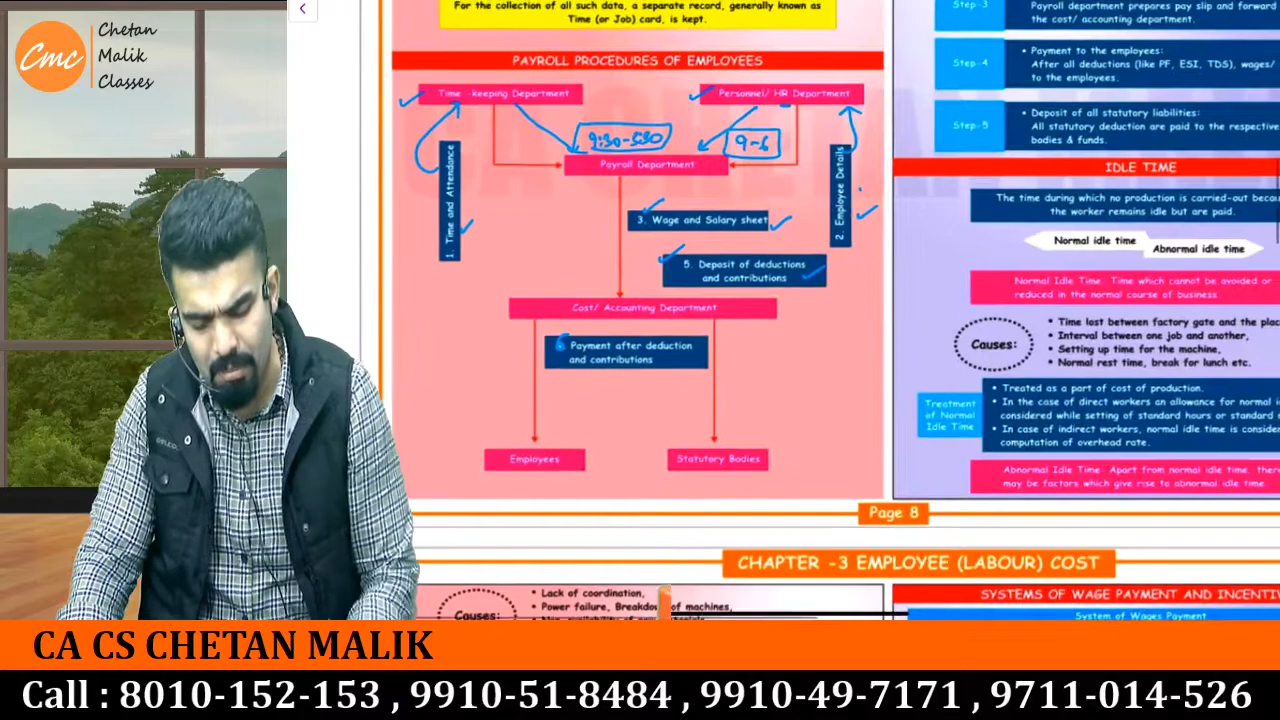 Cmc
Chetan
Malik
Classes
For the collection of all such data, a separate record, generally known as
Time (or Job) card, is kept.
PAYROLL PROCEDURES OF EMPLOYEES
Time -keeping Department
Personnel/ HR Department
9:30-5:30
9-6
Payroll Department
1. Time and Attendance
2. Employee Details
3. Wage and Salary sheet
5. Deposit of deductions
and contributions
Cost/ Accounting Department
Payment after deduction
and contributions
Employees
Statutory Bodies
Step-3
Payroll department prepares pay slip and forward
the cost/ accounting department.
Step-4
• Payment to the employees:
After all deductions (like PF, ESI, TDS), wages/
to the employees.
Step-5
• Deposit of all statutory liabilities:
All statutory deduction are paid to the respective
bodies & funds.
IDLE TIME
The time during which no production is carried-out
the worker remains idle but are paid.
Normal idle time
Abnormal idle time
Normal Idle Time: Time which cannot be avoided or
reduced in the normal course of business
Causes:
• Time lost between factory gate and the
• Interval between one job and another,
• Setting up time for the machine,
• Normal rest time, break for lunch etc.
Treatment
of Normal
Idle Time
• Treated as a part of cost of production.
• In the case of direct workers an allowance for normal
considered while setting of standard hours or standard
• In case of indirect workers, normal idle time is
computation of overhead rate.
Abnormal Idle Time: Apart from normal idle time,
may be factors which give rise to abnormal idle time.
Page 8
CHAPTER -3 EMPLOYEE (LABOUR) COST
Causes:
• Lack of coordination,
• Power failure, Breakdown of machines,
SYSTEMS OF WAGE PAYMENT AND
System of Wages Payment
CA CS CHETAN MALIK
Call : 8010-152-153 , 9910-51-8484 , 9910-49-7171 , 9711-014-526